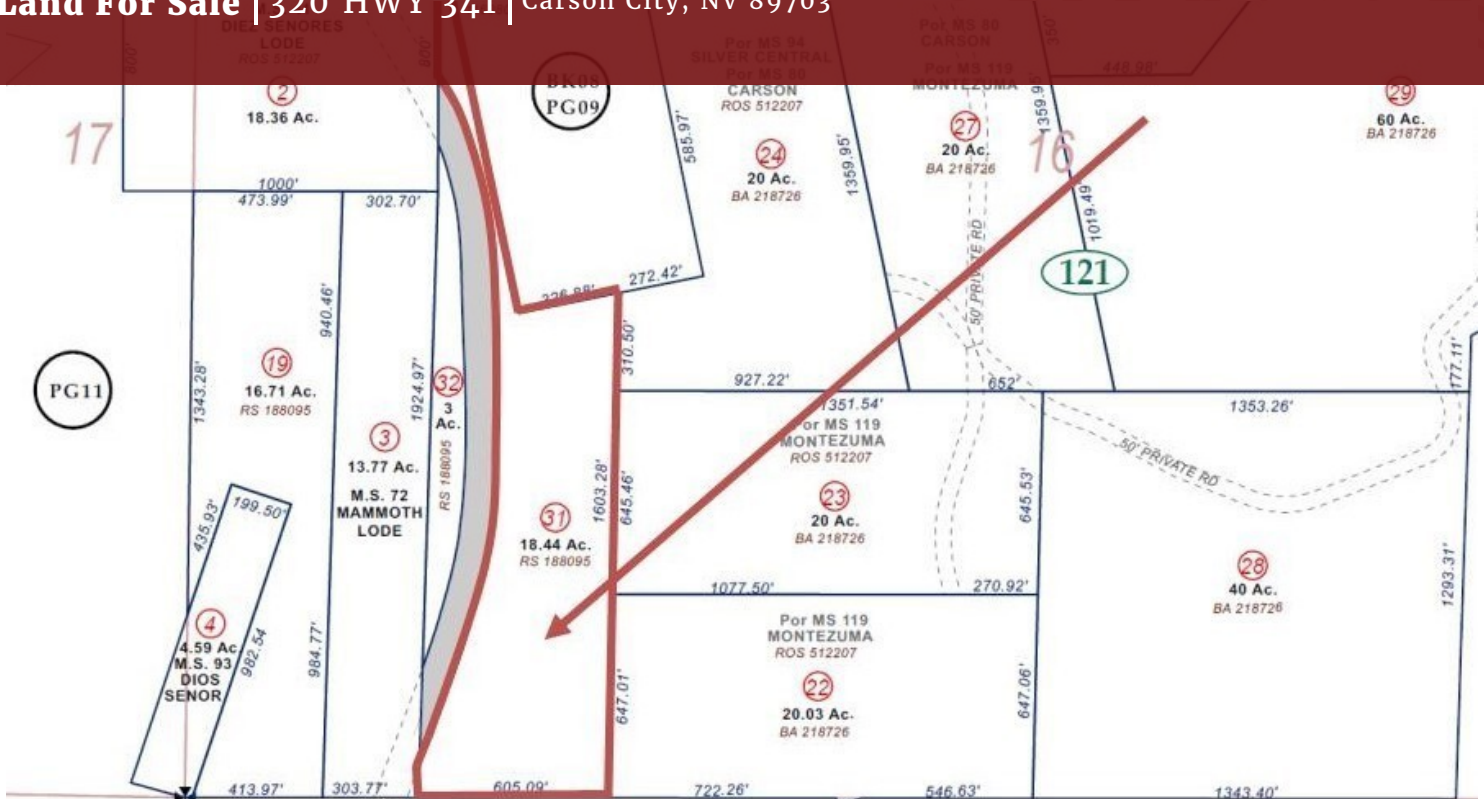 Land For Sale | 320 HWY 341 | Carson City, NV 89703
DIEZ SENORES
LODE
ROS 512207
800'
800'
2
18.36 Ac.
17
1000'
473.99'
302.70'
BK08
PG09
585.97'
272.42'
226.88'
Por MS 94
SILVER CENTRAL
Por MS 80
CARSON
ROS 512207
24
20 Ac.
BA 218726
1359.95'
Por MS 80
CARSON
Por MS 119
MONTEZUMA
27
20 Ac.
BA 218726
350'
448.98'
16
1019.49'
121
50' PRIVATE RD
29
60 Ac.
BA 218726
PG11
1343.28'
19
16.71 Ac.
RS 188095
940.46'
3
13.77 Ac.
M.S. 72
MAMMOTH
LODE
1924.97'
32
3
Ac.
RS 188095
310.50'
927.22'
652'
1351.54'
1353.26'
177.11'
50' PRIVATE RD
Por MS 119
MONTEZUMA
ROS 512207
23
20 Ac.
BA 218726
1603.28'
645.46'
645.53'
31
18.44 Ac.
RS 188095
435.93'
199.50'
4
4.59 Ac.
M.S. 93
DIOS
SENOR
982.54
984.77'
1077.50'
270.92'
Por MS 119
MONTEZUMA
ROS 512207
22
20.03 Ac.
BA 218726
647.01'
647.06'
28
40 Ac.
BA 218726
1293.31'
413.97'
303.77'
605.09'
722.26'
546.63'
1343.40'